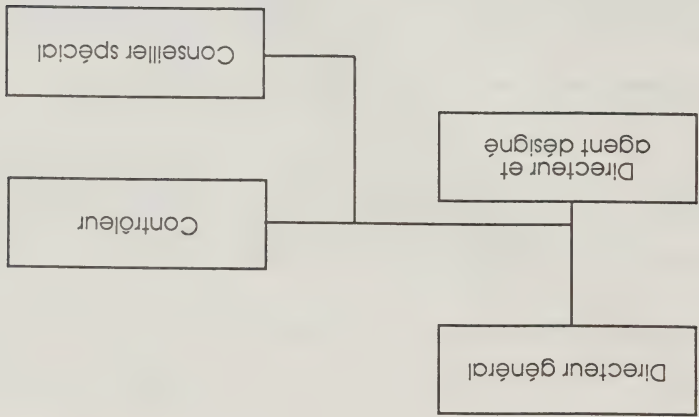 Directeur général
Contrôleur
Directeur et
agent désigné
Conseiller spécial